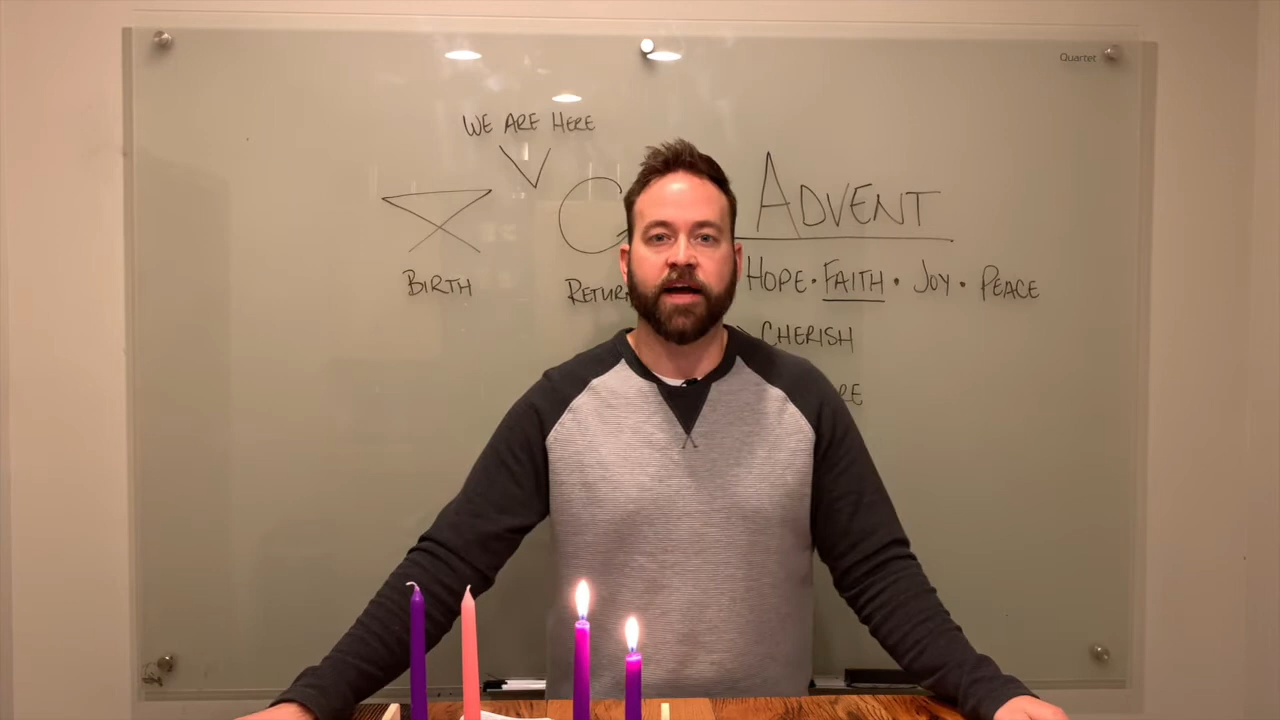 Quartet
WE ARE HERE
ADVENT
HOPE · FAITH · JOY · PEACE
BIRTH
CHERISH